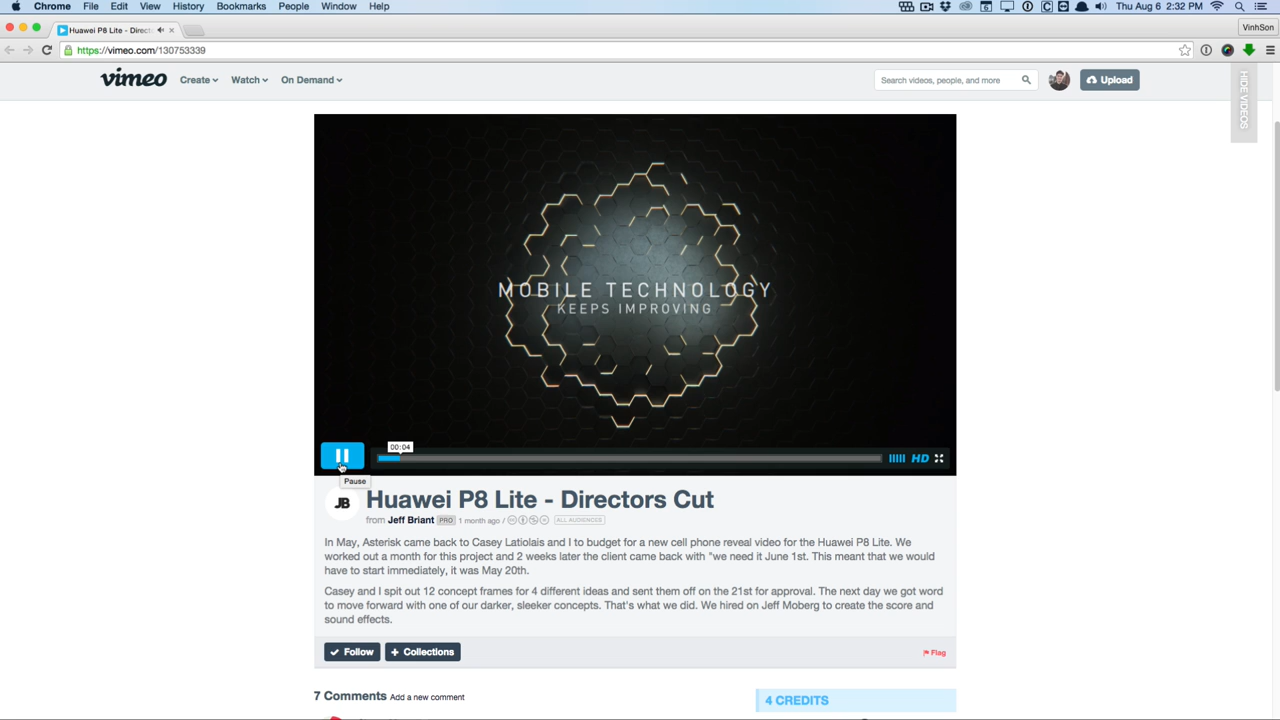 Chrome File Edit View History Bookmarks People Window Help Thu Aug 6 2:32 PM
Huawei P8 Lite - Direct
VinhSon
https://vimeo.com/130753339
vimeo Create Watch On Demand Search videos, people, and more Upload
HIDE VIDEOS
MOBILE TECHNOLOGY
KEEPS IMPROVING
00:04
HD
Pause
JB
Huawei P8 Lite - Directors Cut
from Jeff Briant PRO 1 month ago / ALL AUDIENCES
In May, Asterisk came back to Casey Latiolais and I to budget for a new cell phone reveal video for the Huawei P8 Lite. We
worked out a month for this project and 2 weeks later the client came back with "we need it June 1st. This meant that we would
have to start immediately, it was May 20th.
Casey and I spit out 12 concept frames for 4 different ideas and sent them off on the 21st for approval. The next day we got word
to move forward with one of our darker, sleeker concepts. That's what we did. We hired on Jeff Moberg to create the score and
sound effects.
Follow + Collections Flag
7 Comments Add a new comment
4 CREDITS